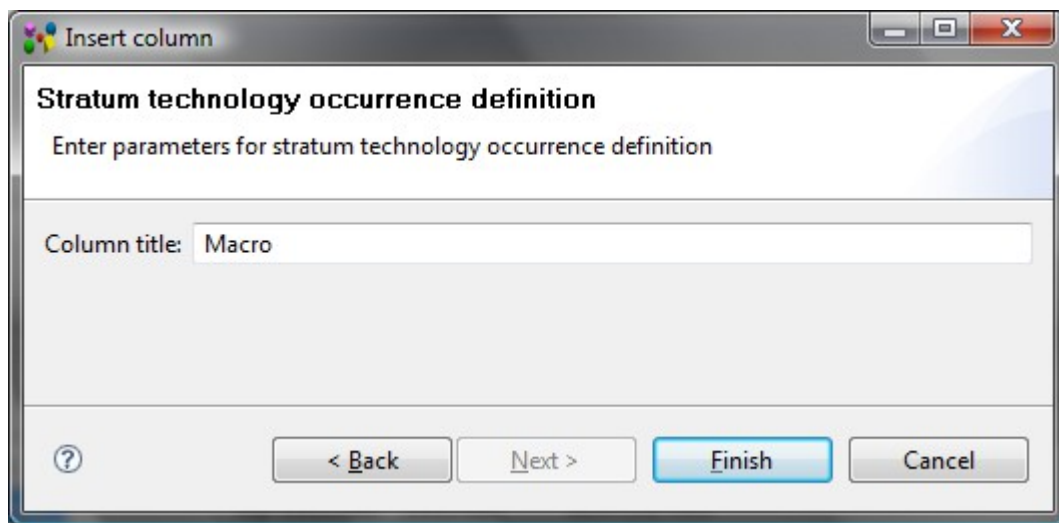 Insert column
Stratum technology occurrence definition
Enter parameters for stratum technology occurrence definition
Column title: Macro
< Back Next > Finish Cancel